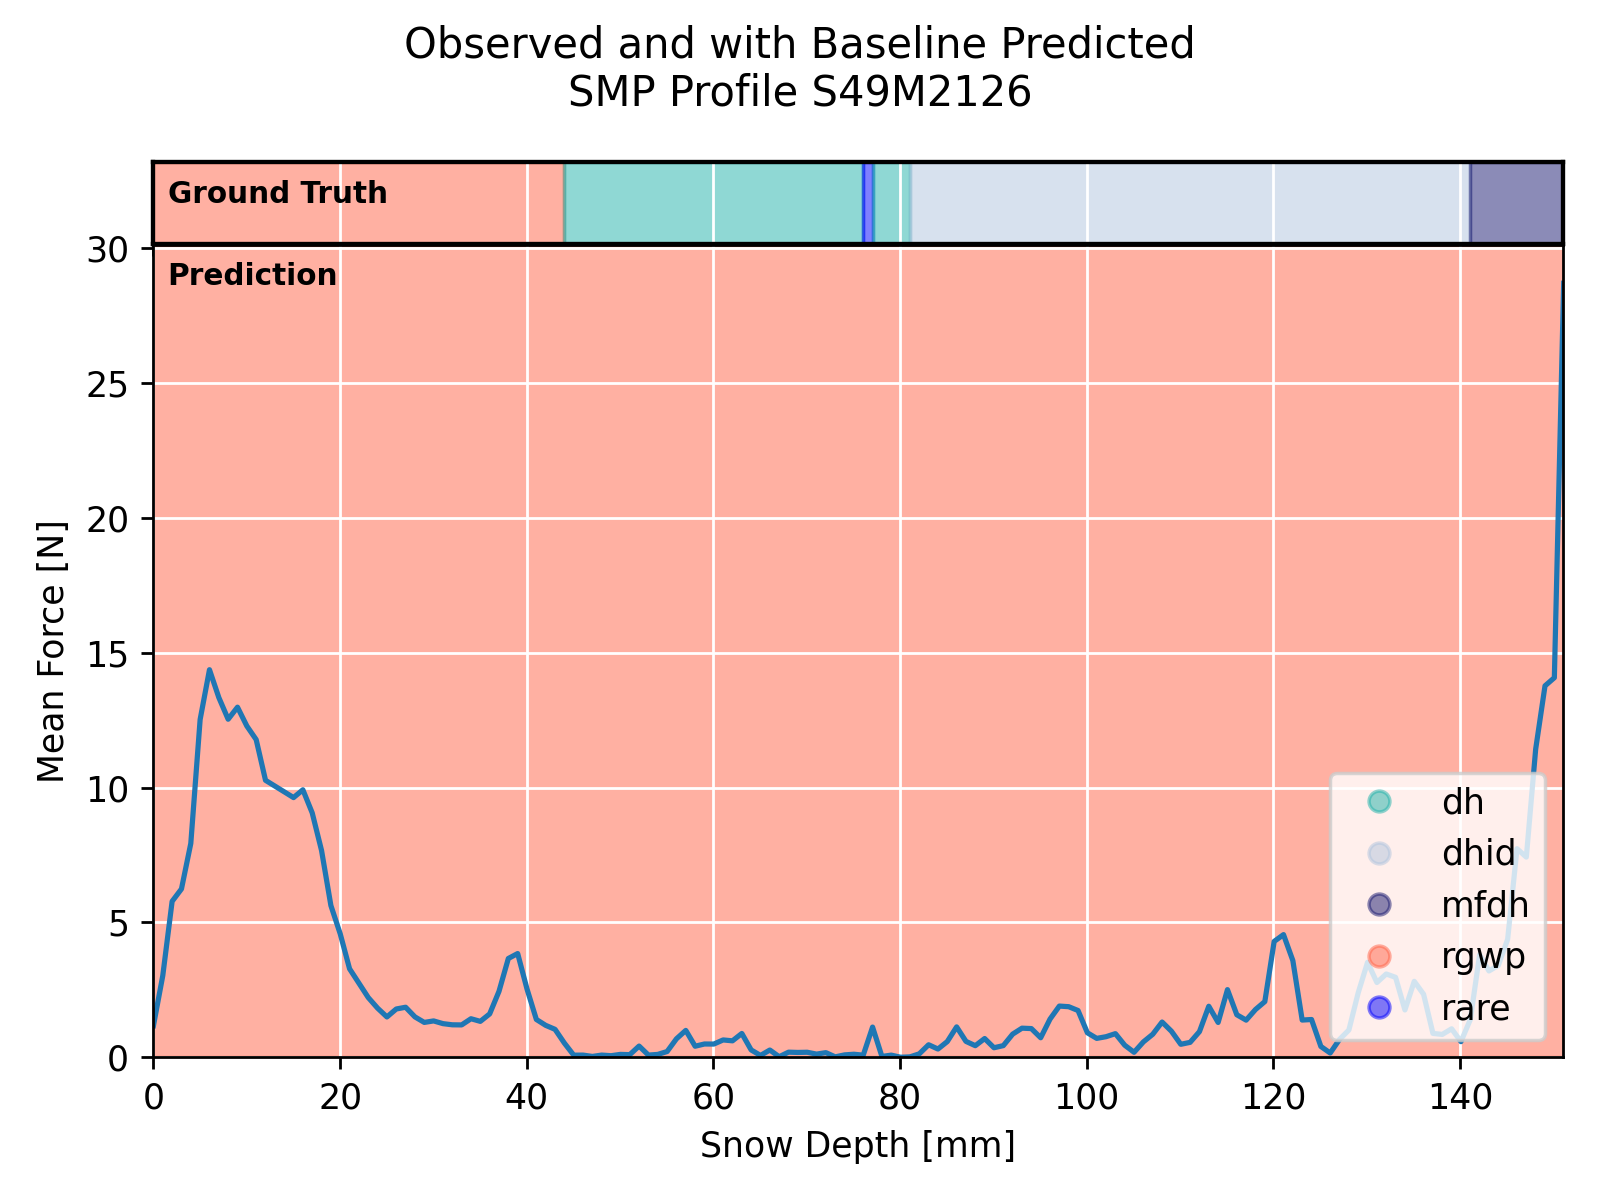 Observed and with Baseline Predicted
SMP Profile S49M2126
Ground Truth
Prediction
30
25
20
15
10
5
0
Mean Force [N]
0 20 40 60 80 100 120 140
Snow Depth [mm]
dh
dhid
mfdh
rgwp
rare